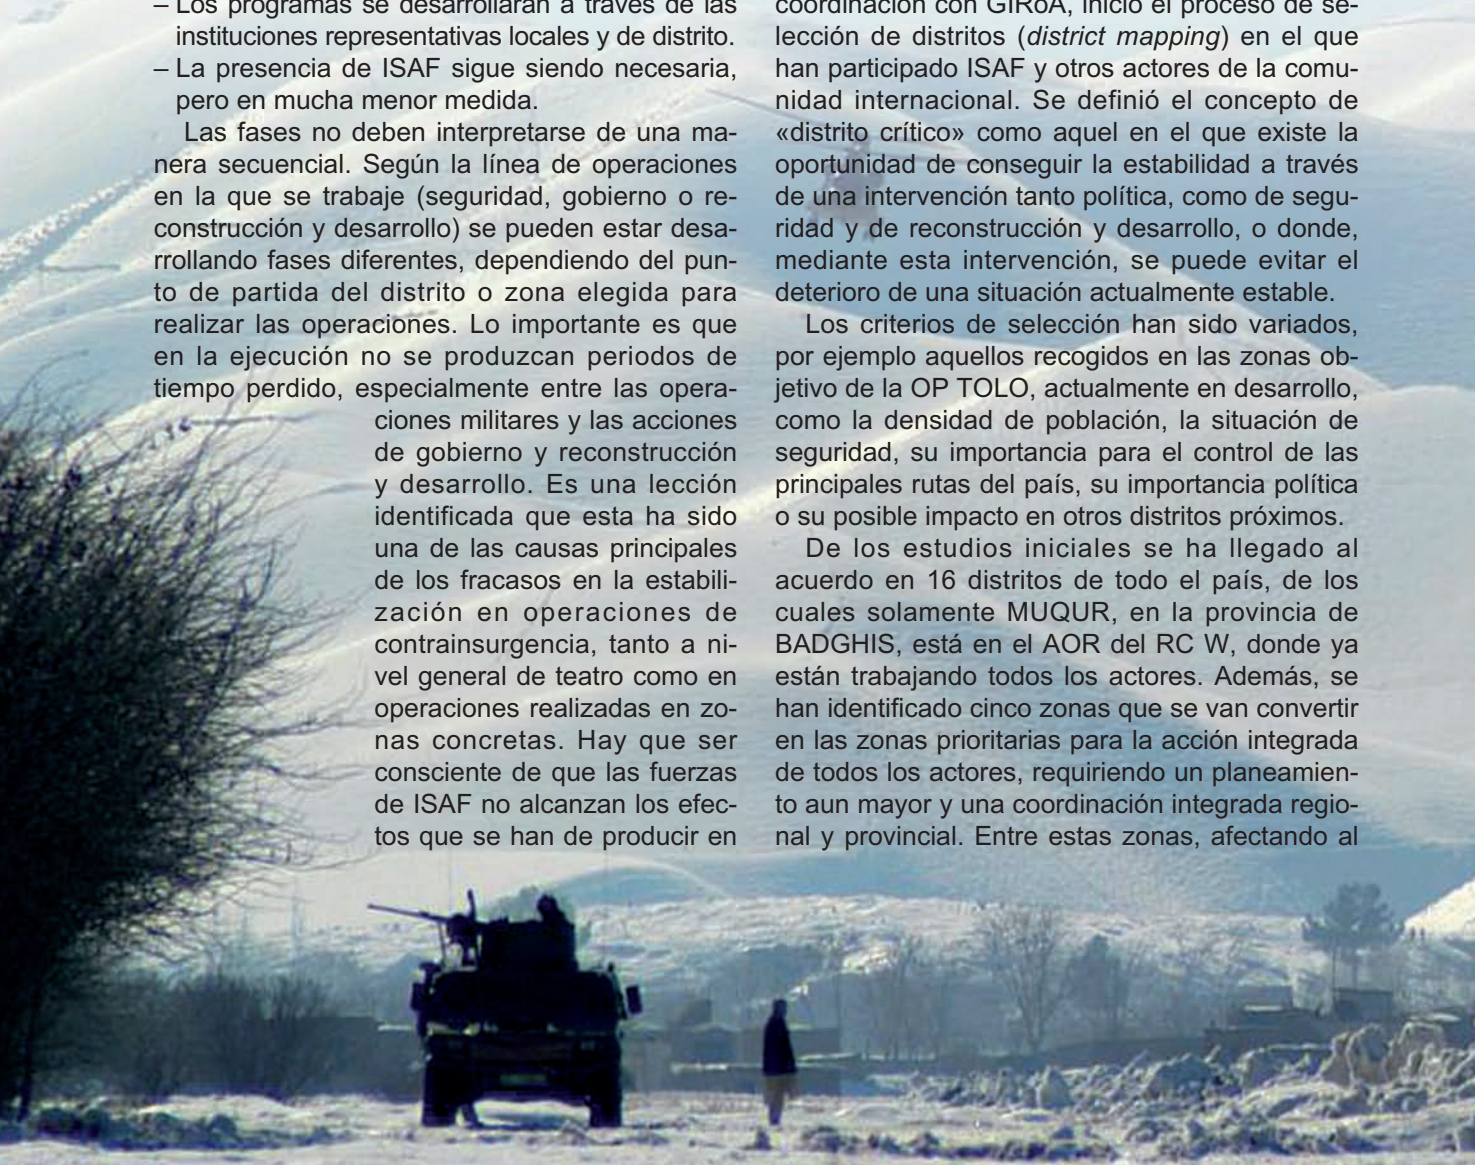 – Los programas se desarrollarán a través de las
instituciones representativas locales y de distrito.
– La presencia de ISAF sigue siendo necesaria,
pero en mucha menor medida.
Las fases no deben interpretarse de una ma-
nera secuencial. Según la línea de operaciones
en la que se trabaje (seguridad, gobierno o re-
construcción y desarrollo) se pueden estar desa-
rrollando fases diferentes, dependiendo del pun-
to de partida del distrito o zona elegida para
realizar las operaciones. Lo importante es que
en la ejecución no se produzcan periodos de
tiempo perdido, especialmente entre las opera-
ciones militares y las acciones
de gobierno y reconstrucción
y desarrollo. Es una lección
identificada que esta ha sido
una de las causas principales
de los fracasos en la estabili-
zación en operaciones de
contrainsurgencia, tanto a ni-
vel general de teatro como en
operaciones realizadas en zo-
nas concretas. Hay que ser
consciente de que las fuerzas
de ISAF no alcanzan los efec-
tos que se han de producir en
coordinación con GIRoA, inició el proceso de se-
lección de distritos (district mapping) en el que
han participado ISAF y otros actores de la comu-
nidad internacional. Se definió el concepto de
«distrito crítico» como aquel en el que existe la
oportunidad de conseguir la estabilidad a través
de una intervención tanto política, como de segu-
ridad y de reconstrucción y desarrollo, o donde,
mediante esta intervención, se puede evitar el
deterioro de una situación actualmente estable.
Los criterios de selección han sido variados,
por ejemplo aquellos recogidos en las zonas ob-
jetivo de la OP TOLO, actualmente en desarrollo,
como la densidad de población, la situación de
seguridad, su importancia para el control de las
principales rutas del país, su importancia política
o su posible impacto en otros distritos próximos.
De los estudios iniciales se ha llegado al
acuerdo en 16 distritos de todo el país, de los
cuales solamente MUQUR, en la provincia de
BADGHIS, está en el AOR del RC W, donde ya
están trabajando todos los actores. Además, se
han identificado cinco zonas que se van convertir
en las zonas prioritarias para la acción integrada
de todos los actores, requiriendo un planeamien-
to aun mayor y una coordinación integrada regio-
nal y provincial. Entre estas zonas, afectando al